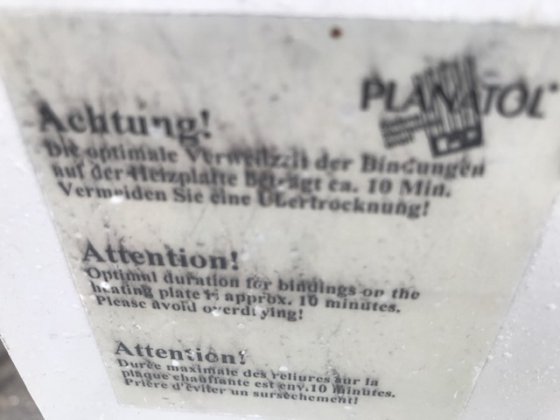 PLANATOL
Achtung!
Die optimale Verweilzeit der Bindungen
auf der Heizplatte beträgt ca. 10 Min.
Vermeiden Sie eine Übertrocknung!
Attention!
Optimal duration for bindings on the
heating plate is approx. 10 minutes.
Please avoid overdrying!
Attention!
Durée maximale des reliures sur la
plaque chauffante est env.10 minutes.
Prière d'éviter un sursèchement!